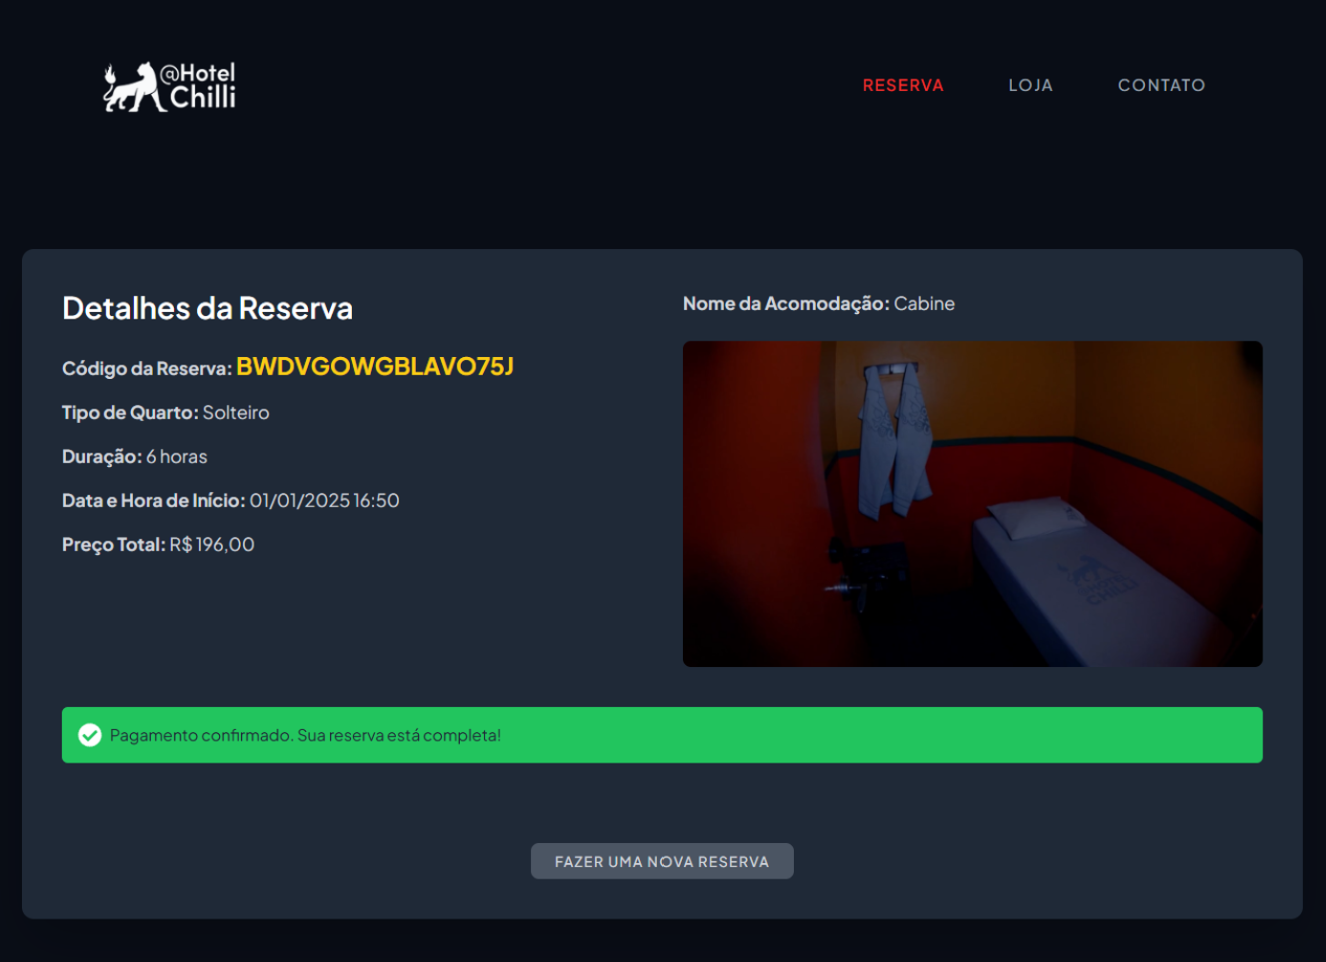 @Hotel
Chilli
RESERVA
LOJA
CONTATO
Detalhes da Reserva
Código da Reserva: BWDVGOWGBLAVO75J
Tipo de Quarto: Solteiro
Duração: 6 horas
Data e Hora de Início: 01/01/2025 16:50
Preço Total: R$ 196,00
Nome da Acomodação: Cabine
HOTEL
CHILLI
Pagamento confirmado. Sua reserva está completa!
FAZER UMA NOVA RESERVA